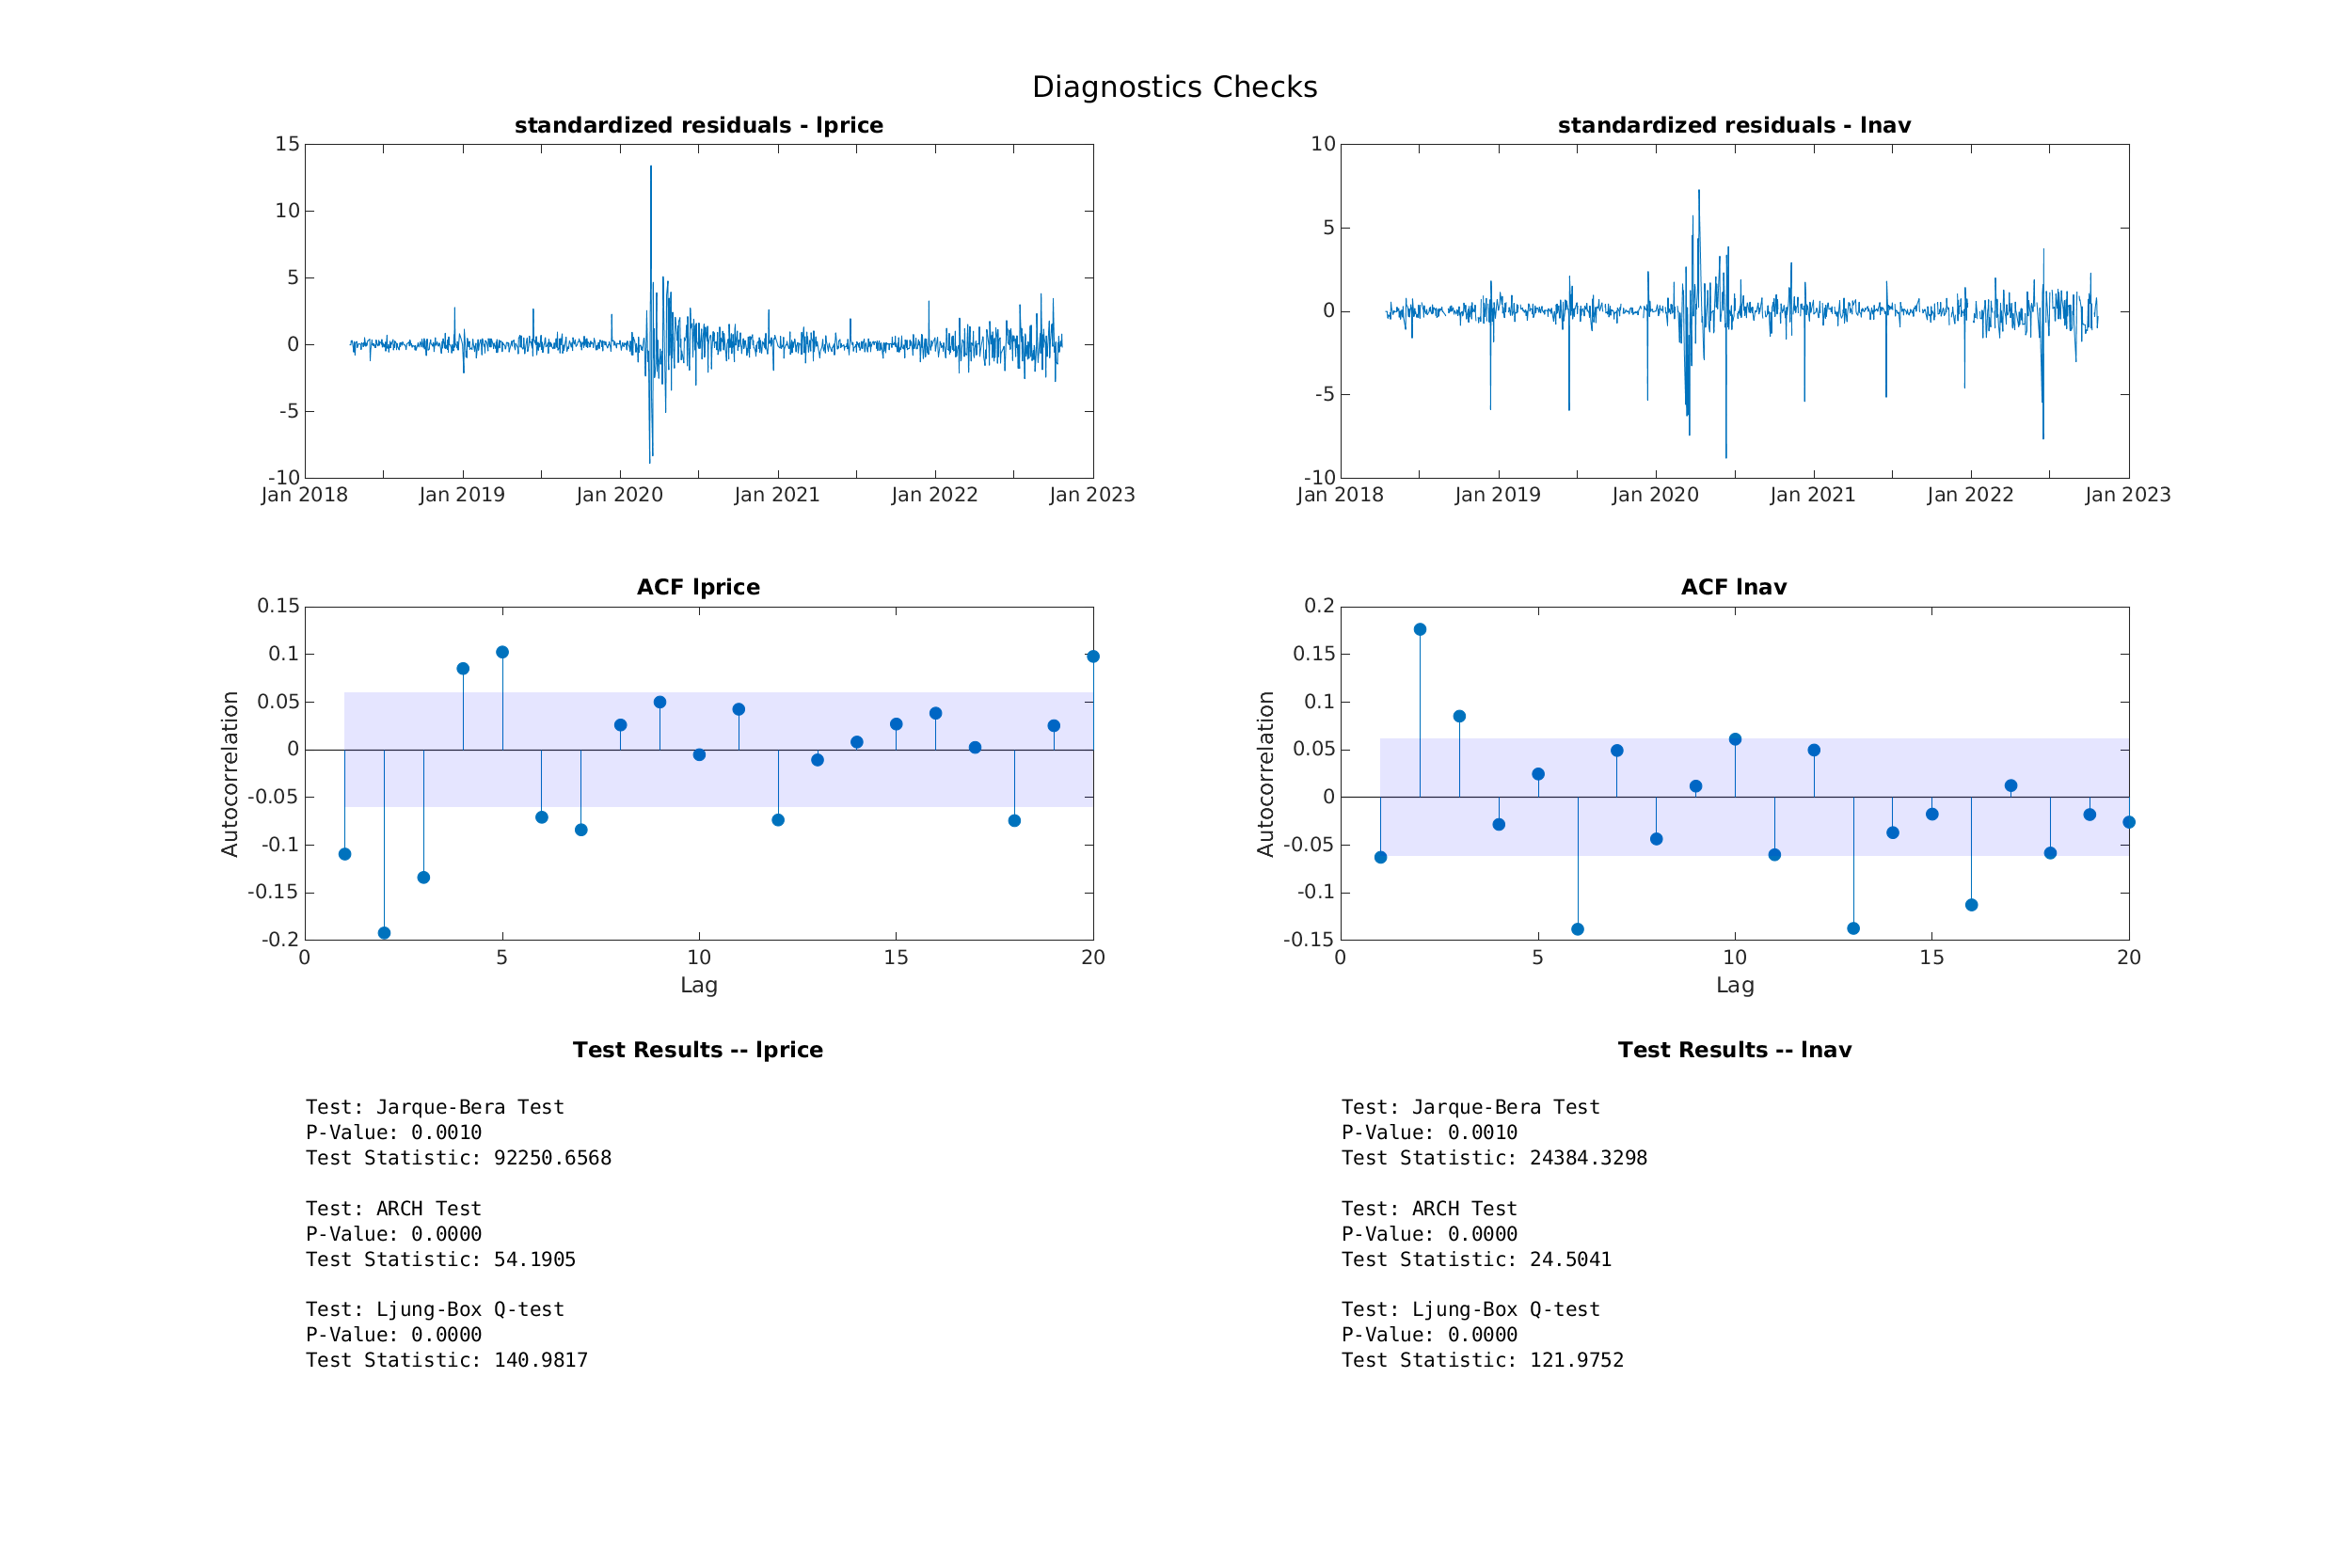 Diagnostics Checks
standardized residuals - lprice
15
10
5
0
-5
-10
Jan 2018 Jan 2019 Jan 2020 Jan 2021 Jan 2022 Jan 2023
standardized residuals - lnav
10
5
0
-5
-10
Jan 2018 Jan 2019 Jan 2020 Jan 2021 Jan 2022 Jan 2023
ACF lprice
0.15
0.1
0.05
0
-0.05
-0.1
-0.15
-0.2
Autocorrelation
0 5 10 15 20
Lag
ACF lnav
0.2
0.15
0.1
0.05
0
-0.05
-0.1
-0.15
Autocorrelation
0 5 10 15 20
Lag
Test Results -- lprice
Test: Jarque-Bera Test
P-Value: 0.0010
Test Statistic: 92250.6568
Test: ARCH Test
P-Value: 0.0000
Test Statistic: 54.1905
Test: Ljung-Box Q-test
P-Value: 0.0000
Test Statistic: 140.9817
Test Results -- lnav
Test: Jarque-Bera Test
P-Value: 0.0010
Test Statistic: 24384.3298
Test: ARCH Test
P-Value: 0.0000
Test Statistic: 24.5041
Test: Ljung-Box Q-test
P-Value: 0.0000
Test Statistic: 121.9752